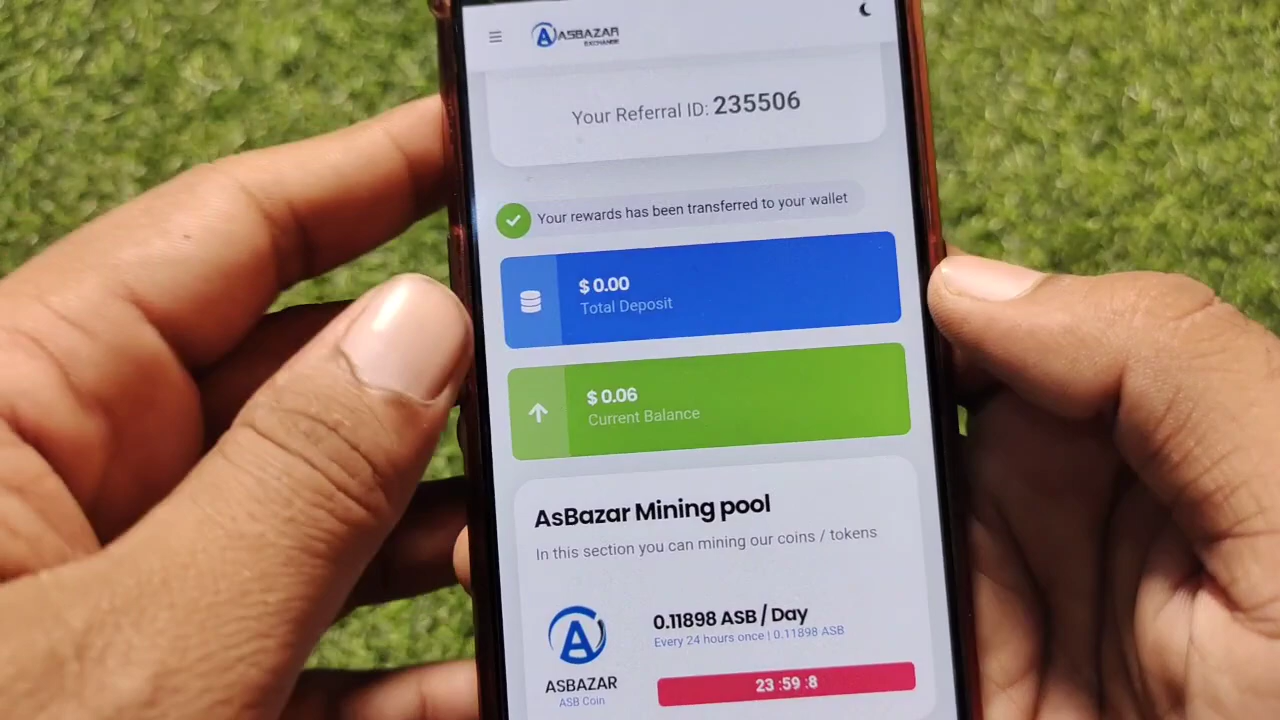 ASBAZAR
EXCHANGE
Your Referral ID: 235506
Your rewards has been transferred to your wallet
$ 0.00
Total Deposit
$ 0.06
Current Balance
AsBazar Mining pool
In this section you can mining our coins / tokens
0.11898 ASB / Day
Every 24 hours once | 0.11898 ASB
23 :59 :8
ASBAZAR
ASB Coin